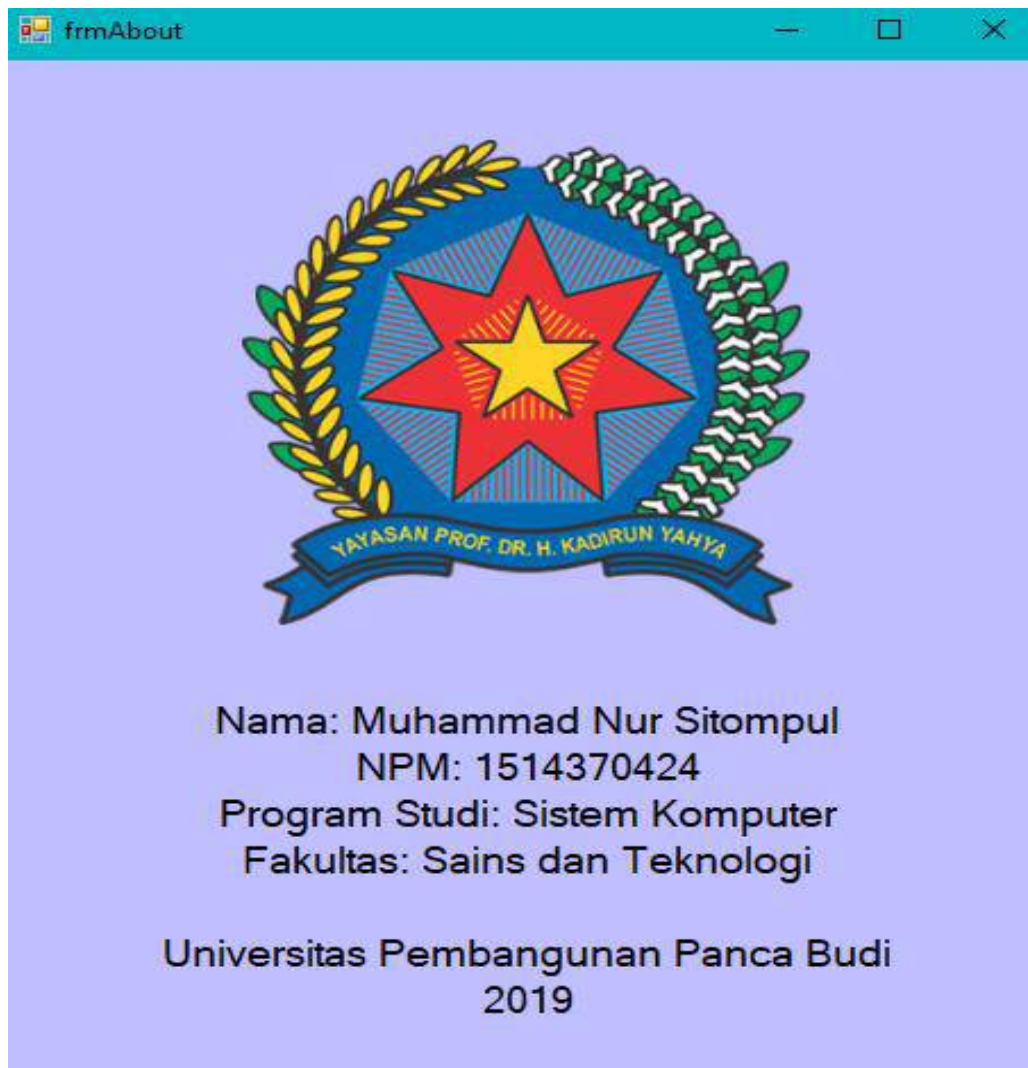 frmAbout
YAYASAN PROF. DR. H. KADIRUN YAHYA
Nama: Muhammad Nur Sitompul
NPM: 1514370424
Program Studi: Sistem Komputer
Fakultas: Sains dan Teknologi
Universitas Pembangunan Panca Budi
2019